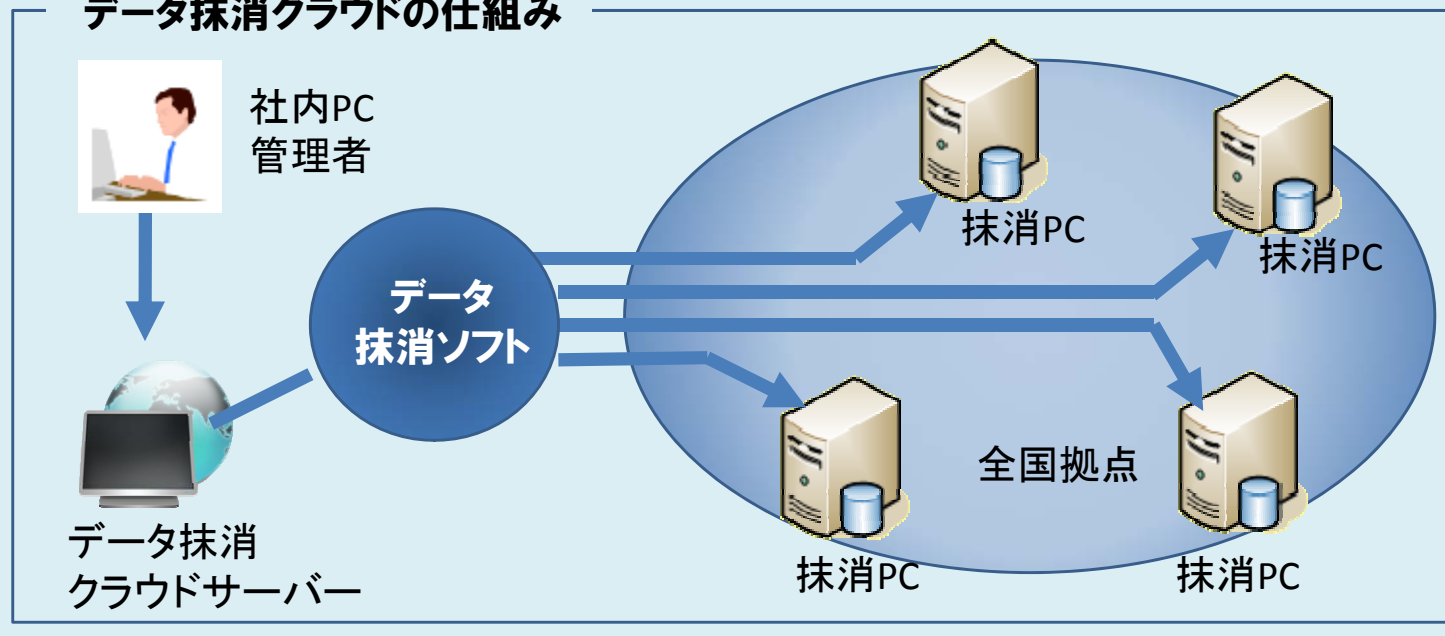 データ抹消クラウドの仕組み
社内PC
管理者
データ
抹消ソフト
抹消PC
抹消PC
全国拠点
抹消PC
抹消PC
データ抹消
クラウドサーバー